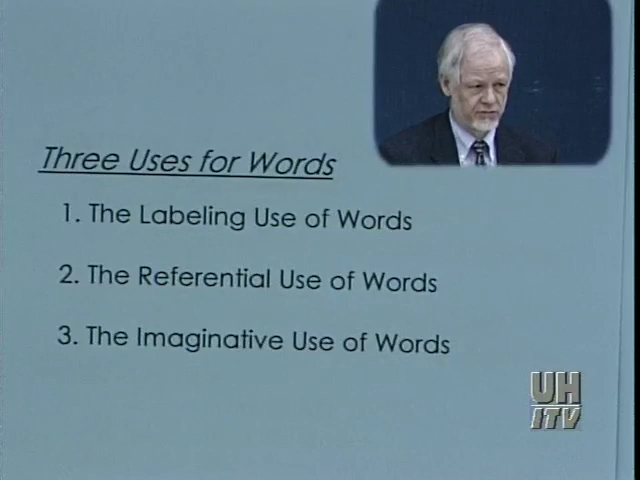 Three Uses for Words
1. The Labeling Use of Words
2. The Referential Use of Words
3. The Imaginative Use of Words
UH
ITV